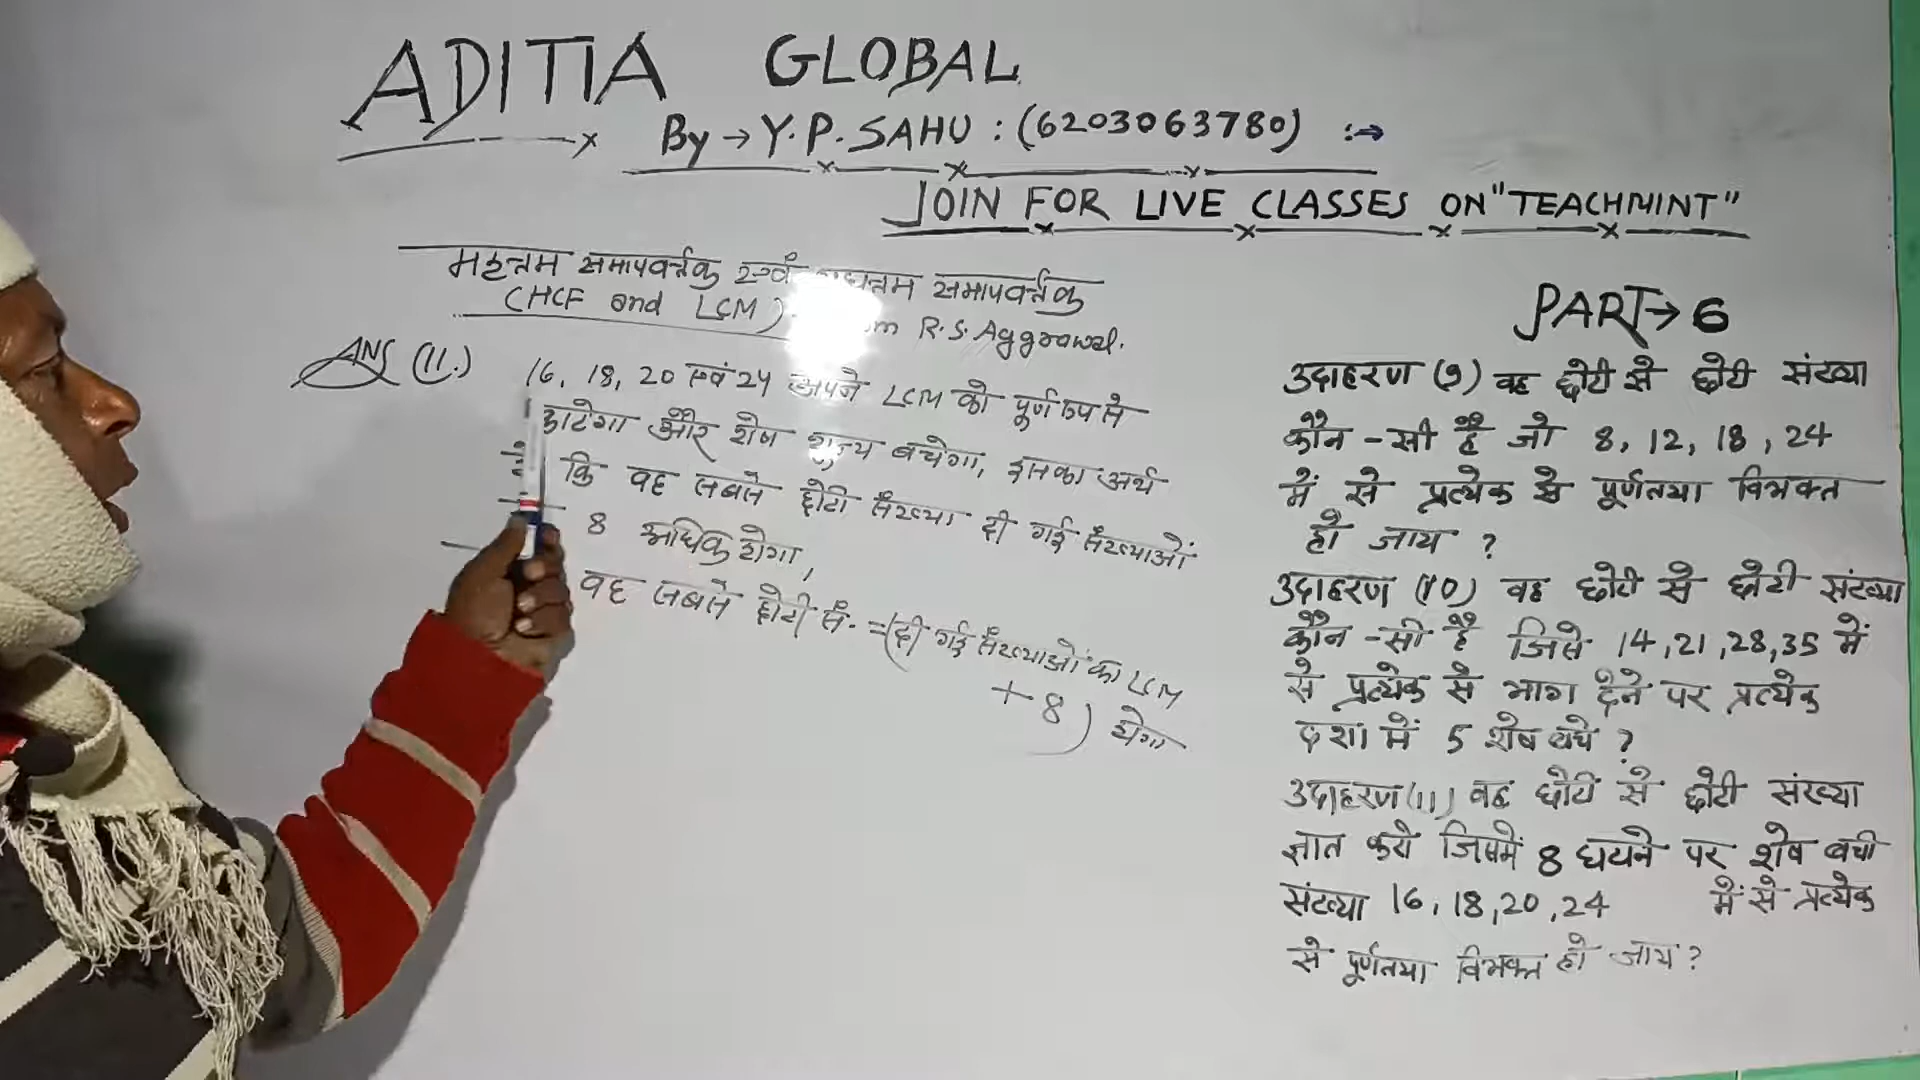 ADITIA GLOBAL
By → Y.P.SAHU : (6203063780) :⇒
JOIN FOR LIVE CLASSES ON "TEACHMINT"
महत्तम समापवर्त्तक एवं समापवर्त्तक
(HCF and LCM) R.S. Aggrawal.
ANS (11.)
16, 18, 20 एवं 24 अपने LCM को पूर्ण रूप से
काटेगा और शेष शून्य बचेगा, इसका अर्थ
कि वह सबसे छोटी संख्या दी गई संख्याओं
8 अधिक होगा,
वह सबसे छोटी सं. = (दी गई संख्याओं का LCM
+ 8) होगा
PART → 6
उदाहरण (9) वह छोटी से छोटी संख्या
कौन - सी है जो 8, 12, 18, 24
में से प्रत्येक से पूर्णतया विभक्त
हो जाय ?
उदाहरण (10) वह छोटी से छोटी संख्या
कौन - सी है जिसे 14, 21, 28, 35 में
से प्रत्येक से भाग देने पर प्रत्येक
दशा में 5 शेष बचे ?
उदाहरण (11) वह छोटी से छोटी संख्या
ज्ञात करो जिसमें 8 घटाने पर शेष बची
संख्या 16, 18, 20, 24 में से प्रत्येक
से पूर्णतया विभक्त हो जाय ?